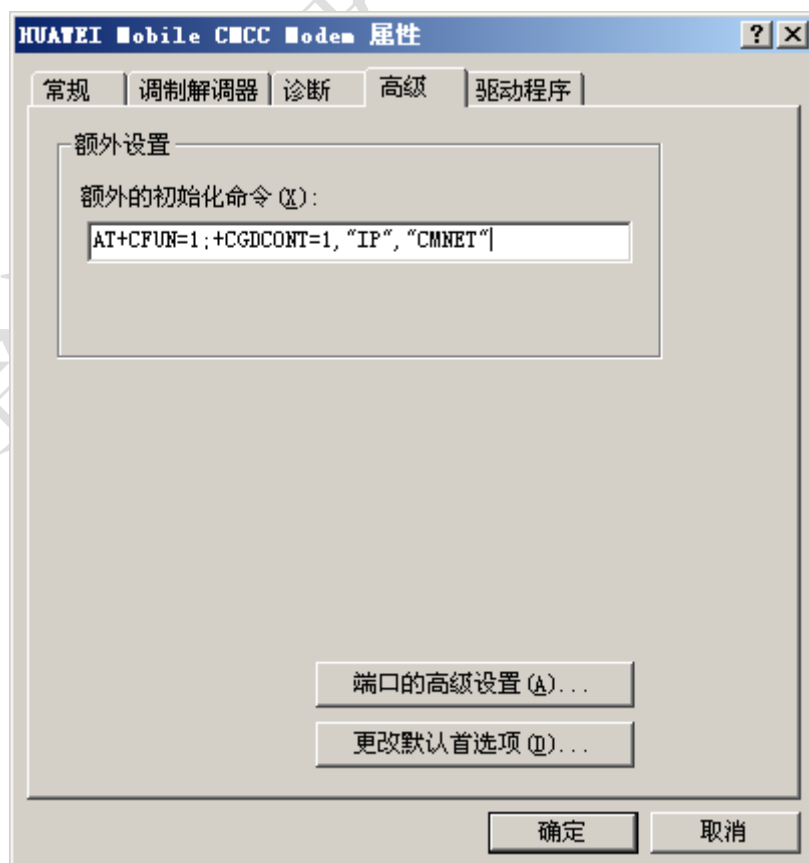 HUAWEI Mobile CMCC Modem 属性
常规 调制解调器 诊断 高级 驱动程序
额外设置
额外的初始化命令(X):
AT+CFUN=1;+CGDCONT=1,“IP“,“CMNET“
端口的高级设置(A)...
更改默认首选项(D)...
确定 取消